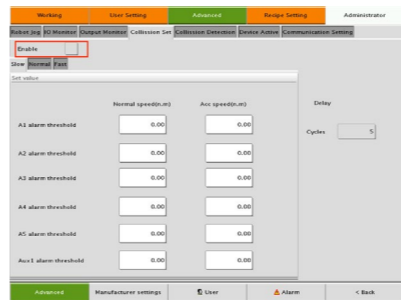 Working User Setting Advanced Recipe Setting Administrator
Robot Jog IO Monitor Output Monitor Collission Set Collission Detection Device Active Communication Setting
Enable
Slow Normal Fast
Set value
Normal speed(n.m) Acc speed(n.m) Delay
A1 alarm threshold 0.00 0.00 Cycles 5
A2 alarm threshold 0.00 0.00
A3 alarm threshold 0.00 0.00
A4 alarm threshold 0.00 0.00
A5 alarm threshold 0.00 0.00
Aux1 alarm threshold 0.00 0.00
Advanced Manufacturer settings User Alarm < Back